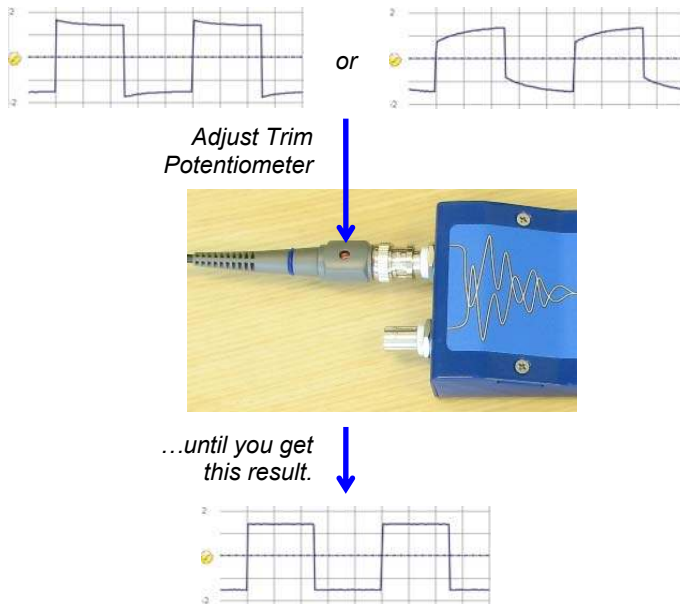 2
2
or
-2
-2
Adjust Trim
Potentiometer
…until you get
this result.
2
-2